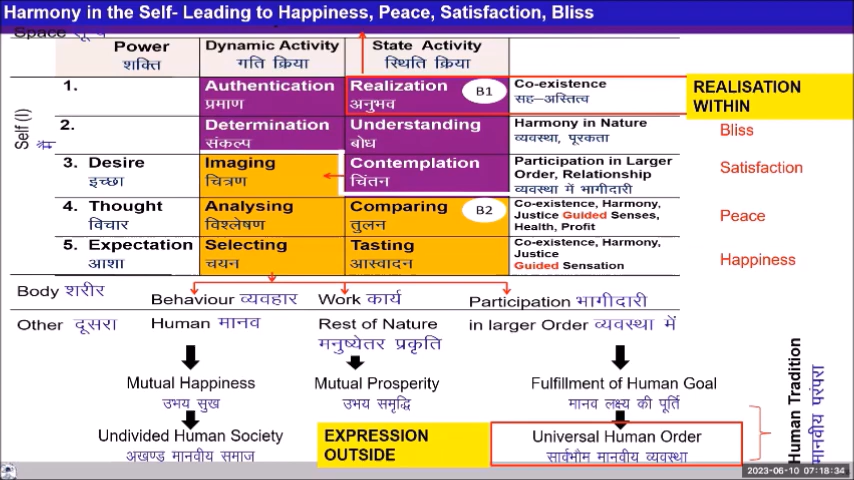 Harmony in the Self- Leading to Happiness, Peace, Satisfaction, Bliss
Space शून्य
Power Dynamic Activity State Activity
शक्ति गति क्रिया स्थिति क्रिया
1. Authentication Realization B1 Co-existence
प्रमाण अनुभव सह–अस्तित्व
REALISATION
WITHIN
Self (I)
मैं
2. Determination Understanding Harmony in Nature Bliss
संकल्प बोध व्यवस्था, पूरकता
3. Desire Imaging Contemplation Participation in Larger
Order, Relationship Satisfaction
इच्छा चित्रण चिंतन व्यवस्था में भागीदारी
4. Thought Analysing Comparing B2 Co-existence, Harmony,
Justice Guided Senses, Peace
विचार विश्लेषण तुलन Health, Profit
5. Expectation Selecting Tasting Co-existence, Harmony,
Justice
आशा चयन आस्वादन Guided Sensation Happiness
Body शरीर Behaviour व्यवहार Work कार्य Participation भागीदारी
Other दूसरा Human मानव Rest of Nature in larger Order व्यवस्था में
मनुष्येतर प्रकृति
Mutual Happiness Mutual Prosperity Fulfillment of Human Goal
उभय सुख उभय समृद्धि मानव लक्ष्य की पूर्ति
Undivided Human Society EXPRESSION Universal Human Order
अखण्ड मानवीय समाज OUTSIDE सार्वभौम मानवीय व्यवस्था
Human Tradition
मानवीय परंपरा
2023-06-10 07:18:34